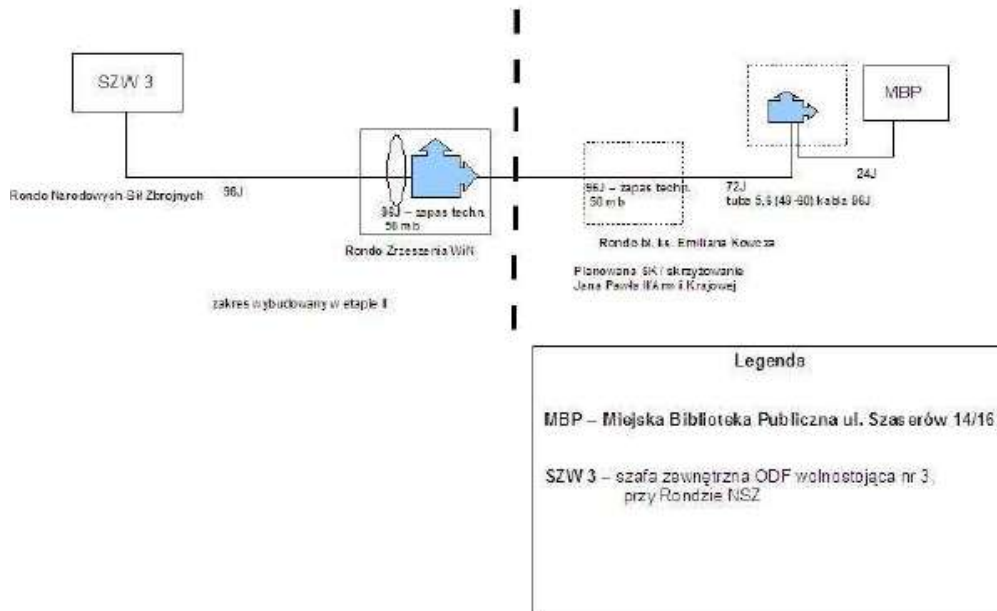 SZW 3
MBP
Rondo Narodowych Sił Zbrojnych
96J
96J – zapas techn.
50 mb
Rondo Zrzeszenia WiN
96J – zapas techn.
50 mb
72J
tuba 5,6 (49-60) kabla 96J
24J
Rondo bł. ks. Emiliana Kowcza
Planowana SK / skrzyżowanie
Jana Pawła II/Armii Krajowej
zakres wybudowany w etapie II
Legenda
MBP – Miejska Biblioteka Publiczna ul. Szaserów 14/16
SZW 3 – szafa zewnętrzna ODF wolnostojąca nr 3,
przy Rondzie NSZ